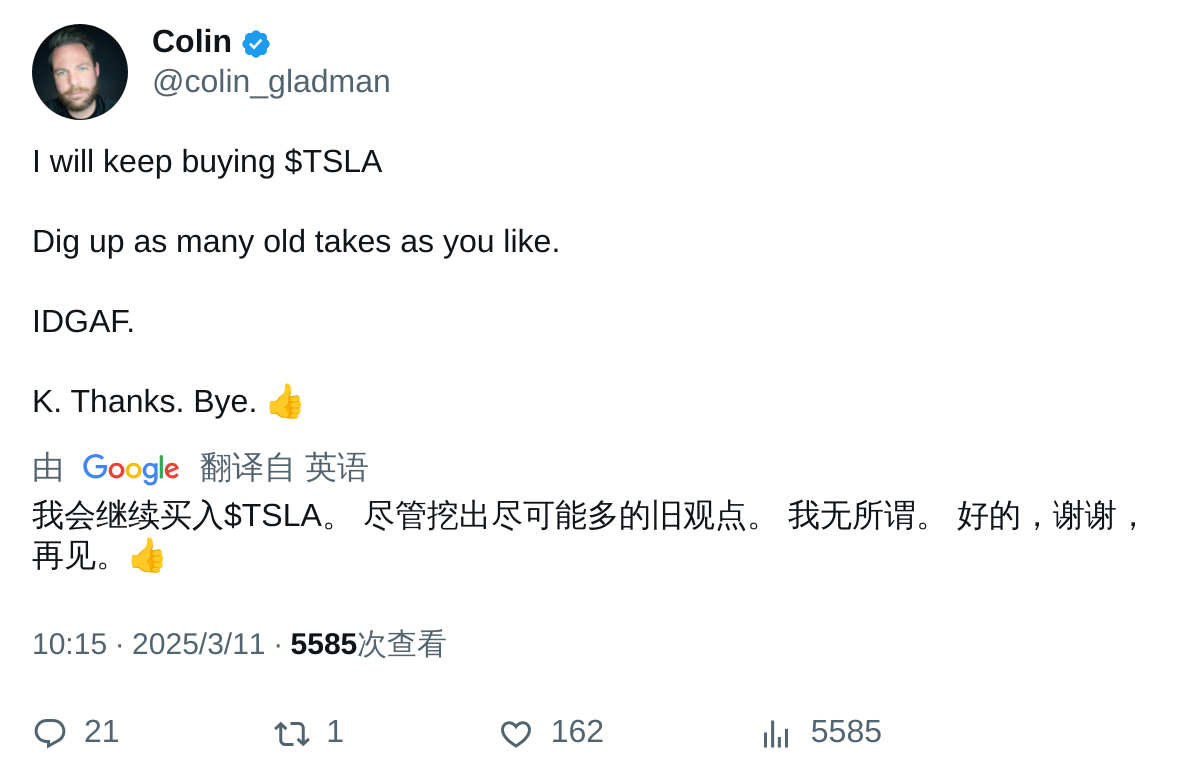 Colin
@colin_gladman
I will keep buying $TSLA
Dig up as many old takes as you like.
IDGAF.
K. Thanks. Bye. 👍
由 Google 翻译自 英语
我会继续买入$TSLA。 尽管挖出尽可能多的旧观点。 我无所谓。 好的，谢谢，
再见。👍
10:15 · 2025/3/11 · 5585次查看
21 1 162 5585